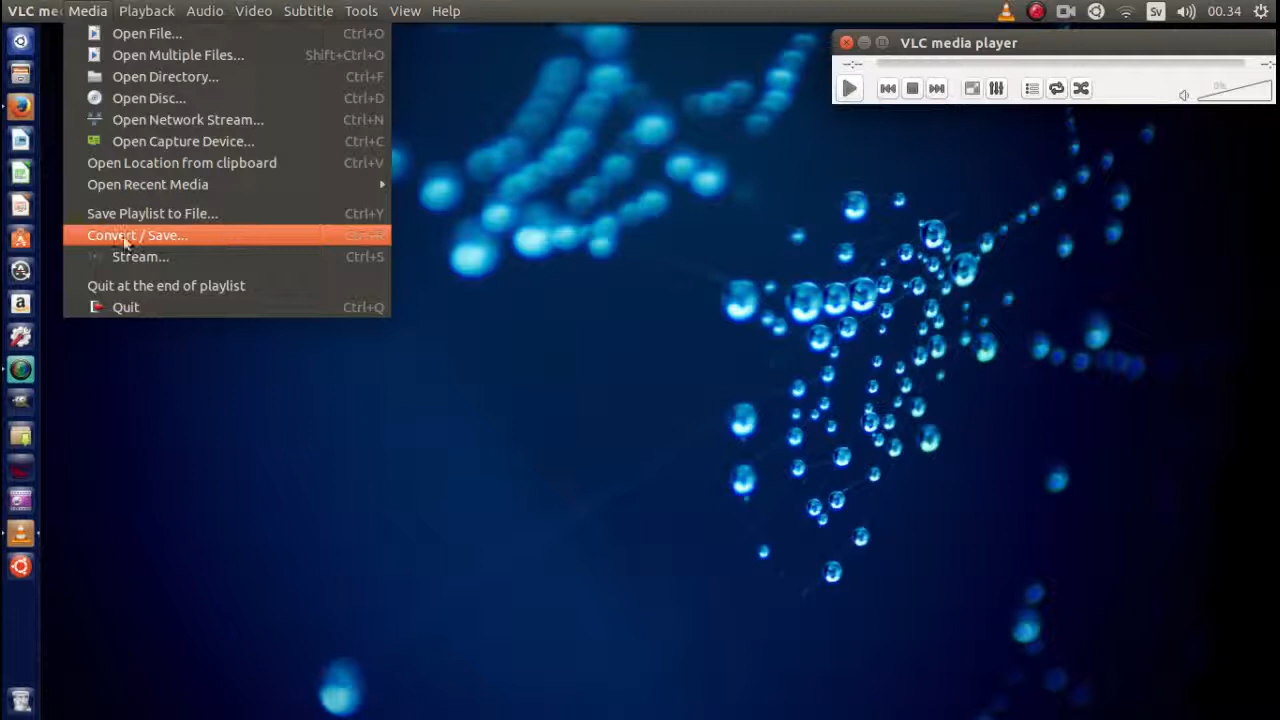 VLC me Media Playback Audio Video Subtitle Tools View Help Sv 00.34
Open File... Ctrl+O
Open Multiple Files... Shift+Ctrl+O
Open Directory... Ctrl+F
Open Disc... Ctrl+D
Open Network Stream... Ctrl+N
Open Capture Device... Ctrl+C
Open Location from clipboard Ctrl+V
Open Recent Media
Save Playlist to File... Ctrl+Y
Convert / Save... Ctrl+R
Stream... Ctrl+S
Quit at the end of playlist
Quit Ctrl+Q
VLC media player
--:--
--:--
0%
a